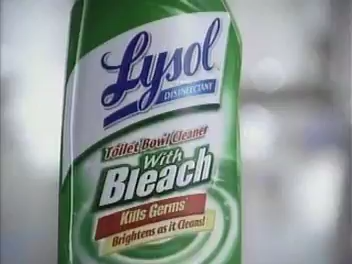 Lysol
DISINFECTANT
Toilet Bowl Cleaner
With
Bleach
Kills Germs
Brightens as it Cleans!